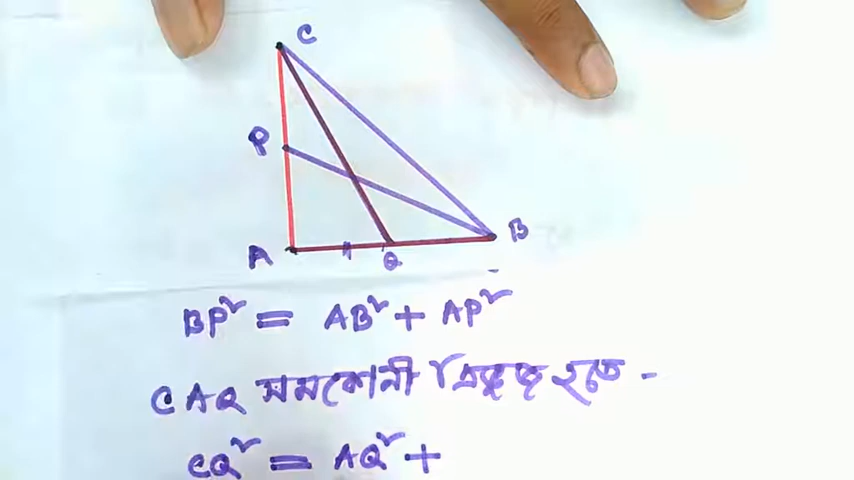 C
P
A
Q
B
BP² = AB² + AP²
CAQ সমকোনী ত্রিভুজ হতে -
CQ² = AQ² +